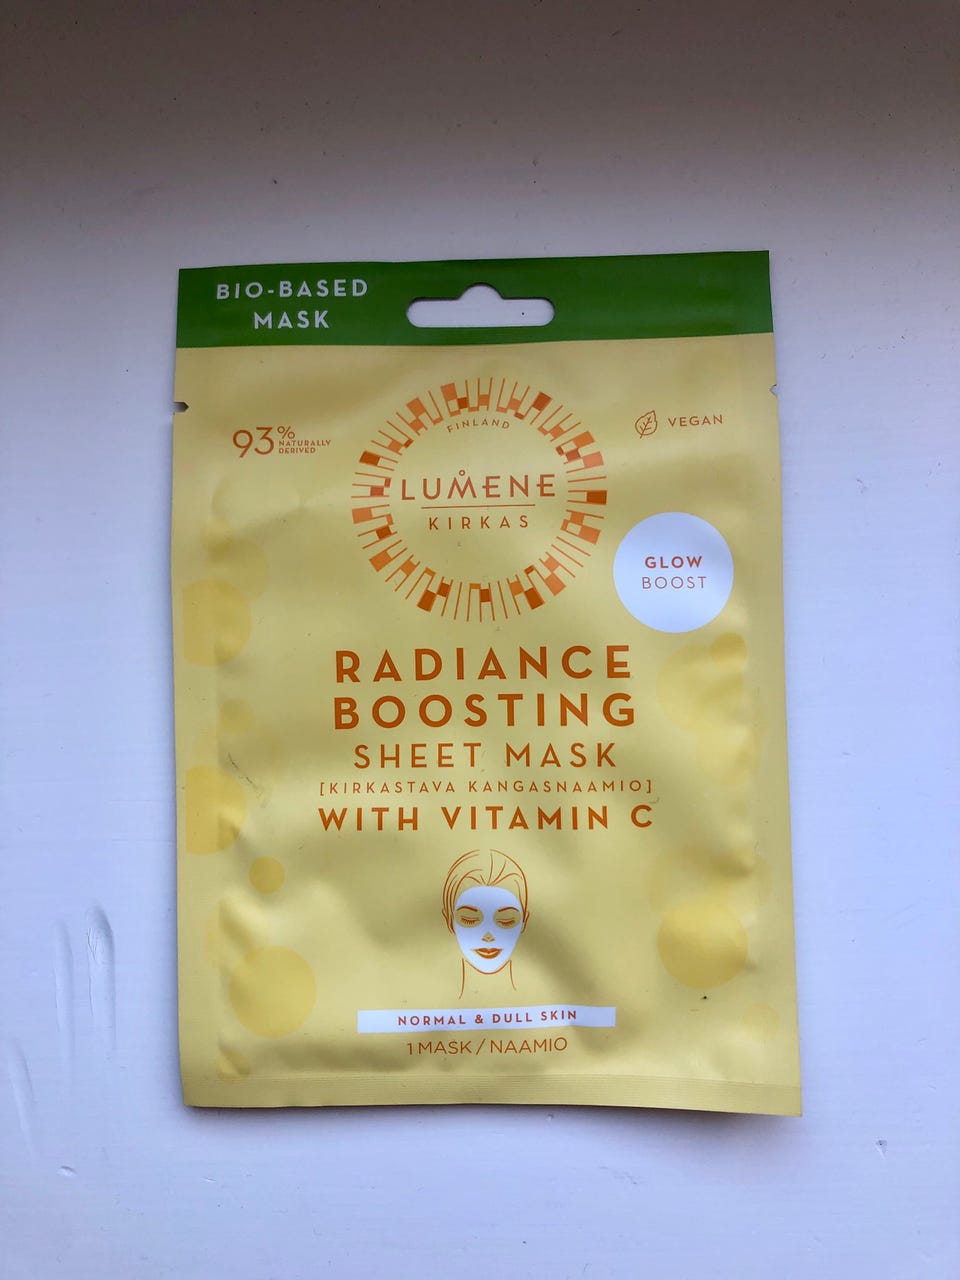 BIO-BASED
MASK
93%
NATURALLY
DERIVED
FINLAND
LUMENE
KIRKAS
VEGAN
GLOW
BOOST
RADIANCE
BOOSTING
SHEET MASK
[KIRKASTAVA KANGASNAAMIO]
WITH VITAMIN C
NORMAL & DULL SKIN
1 MASK / NAAMIO